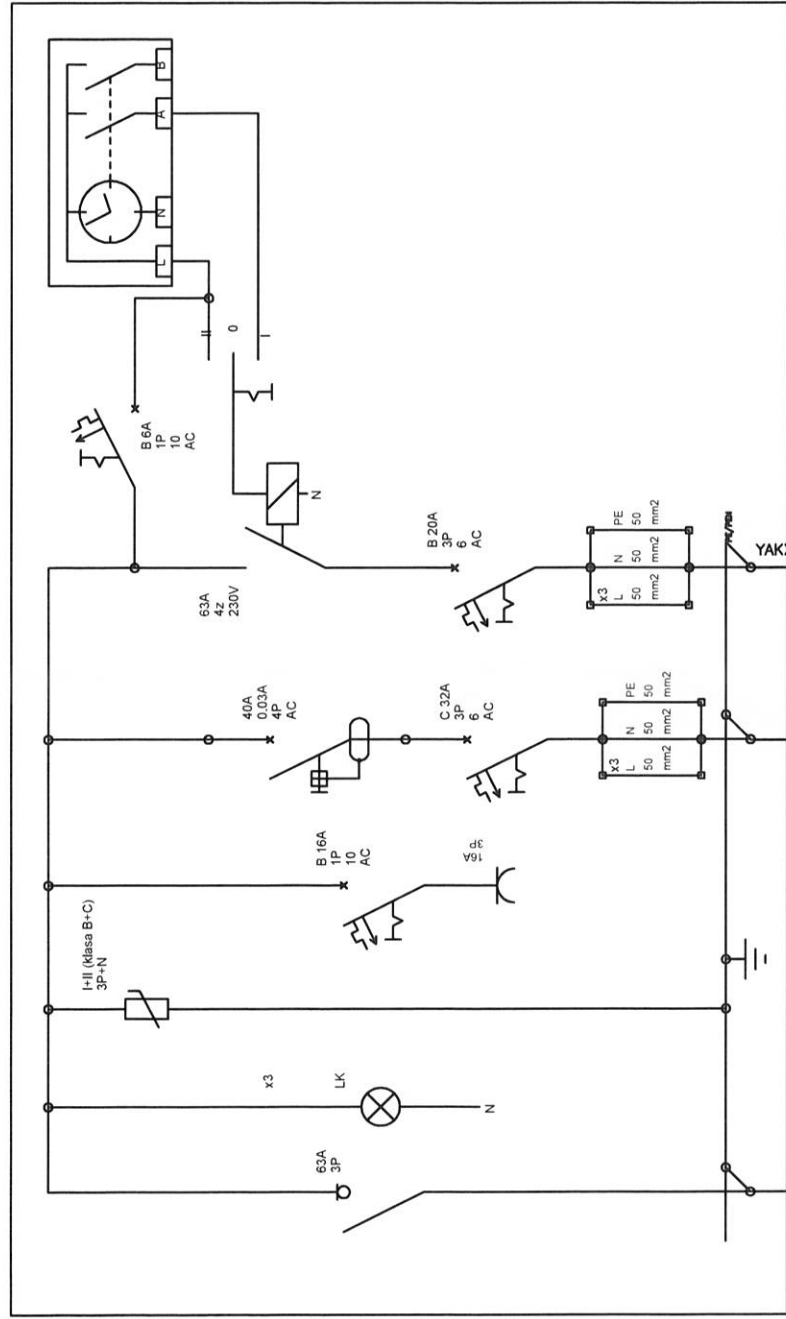 63A
3P
x3
LK
N
I+II (klasa B+C)
3P+N
B 16A
1P
10
AC
16A
3P
40A
0.03A
4P
AC
C 32A
3P
6
AC
x3
L
50
mm2
N
50
mm2
PE
50
mm2
63A
4z
230V
B 6A
1P
10
AC
N
II
0
I
L
N
A
B
B 20A
3P
6
AC
x3
L
50
mm2
N
50
mm2
PE
50
mm2